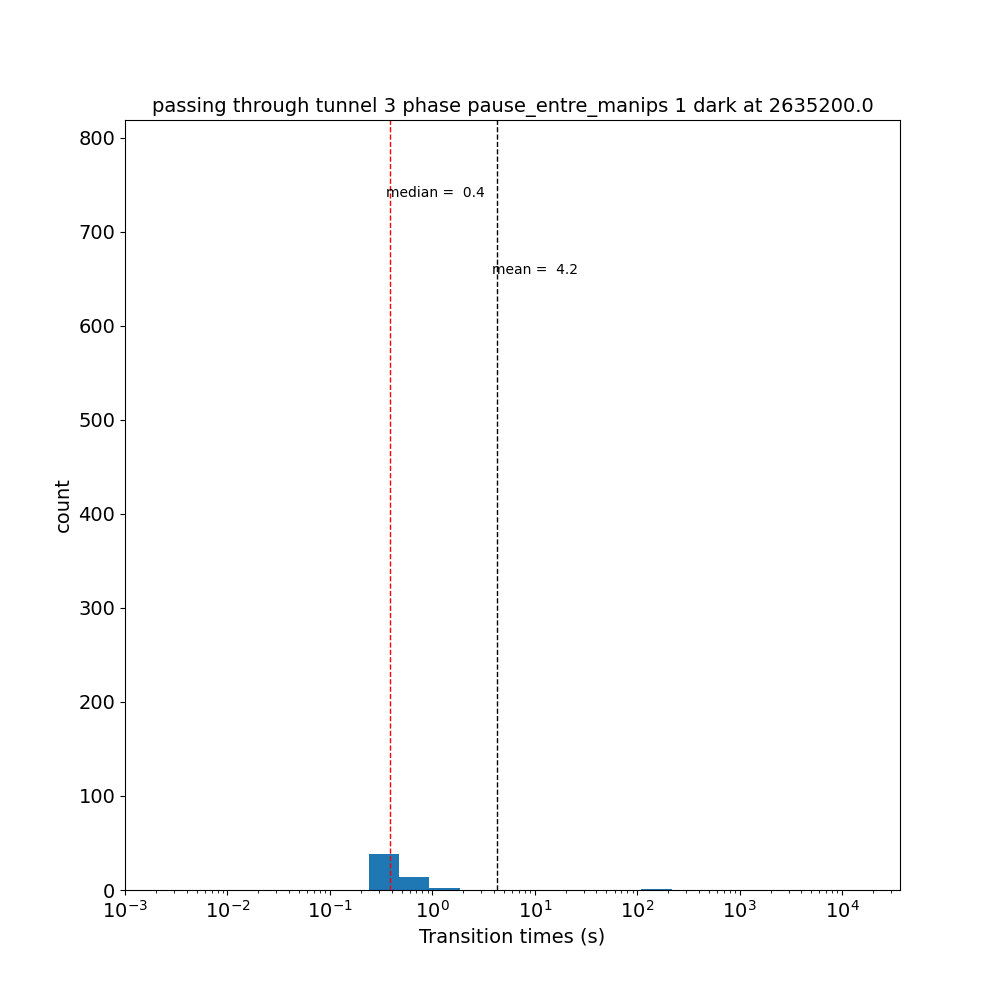 passing through tunnel 3 phase pause_entre_manips 1 dark at 2635200.0
800
median =  0.4
700
mean =  4.2
600
500
count
400
300
200
100
0
10⁻³ 10⁻² 10⁻¹ 10⁰ 10¹ 10² 10³ 10⁴
Transition times (s)